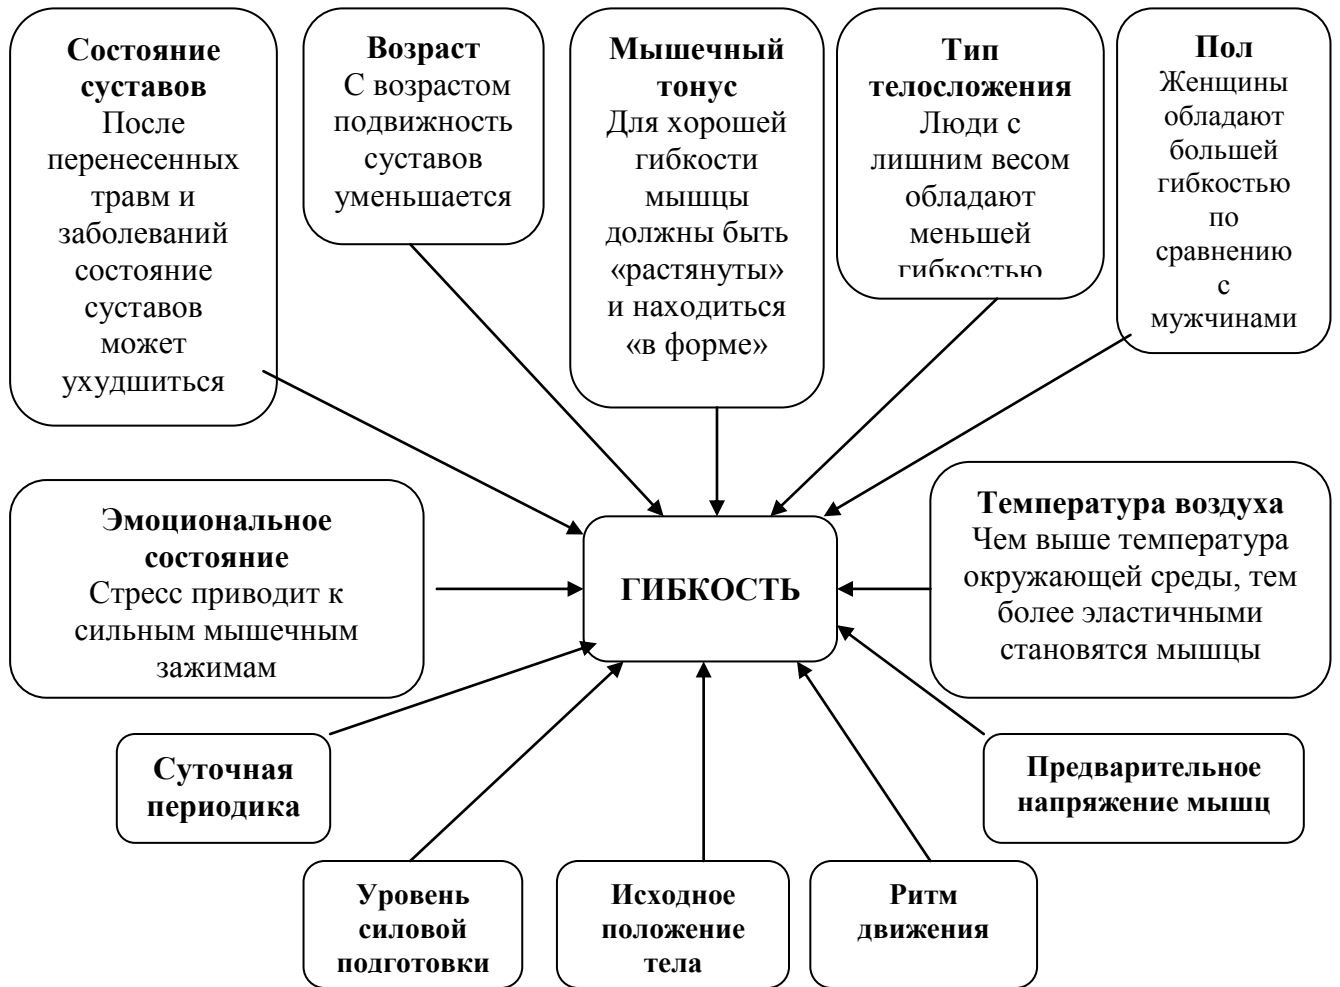 Состояние
суставов
После
перенесенных
травм и
заболеваний
состояние
суставов
может
ухудшиться
Возраст
С возрастом
подвижность
суставов
уменьшается
Мышечный
тонус
Для хорошей
гибкости
мышцы
должны быть
«растянуты»
и находиться
«в форме»
Тип
телосложения
Люди с
лишним весом
обладают
меньшей
гибкостью
Пол
Женщины
обладают
большей
гибкостью
по
сравнению
с
мужчинами
Эмоциональное
состояние
Стресс приводит к
сильным мышечным
зажимам
ГИБКОСТЬ
Температура воздуха
Чем выше температура
окружающей среды, тем
более эластичными
становятся мышцы
Суточная
периодика
Предварительное
напряжение мышц
Уровень
силовой
подготовки
Исходное
положение
тела
Ритм
движения